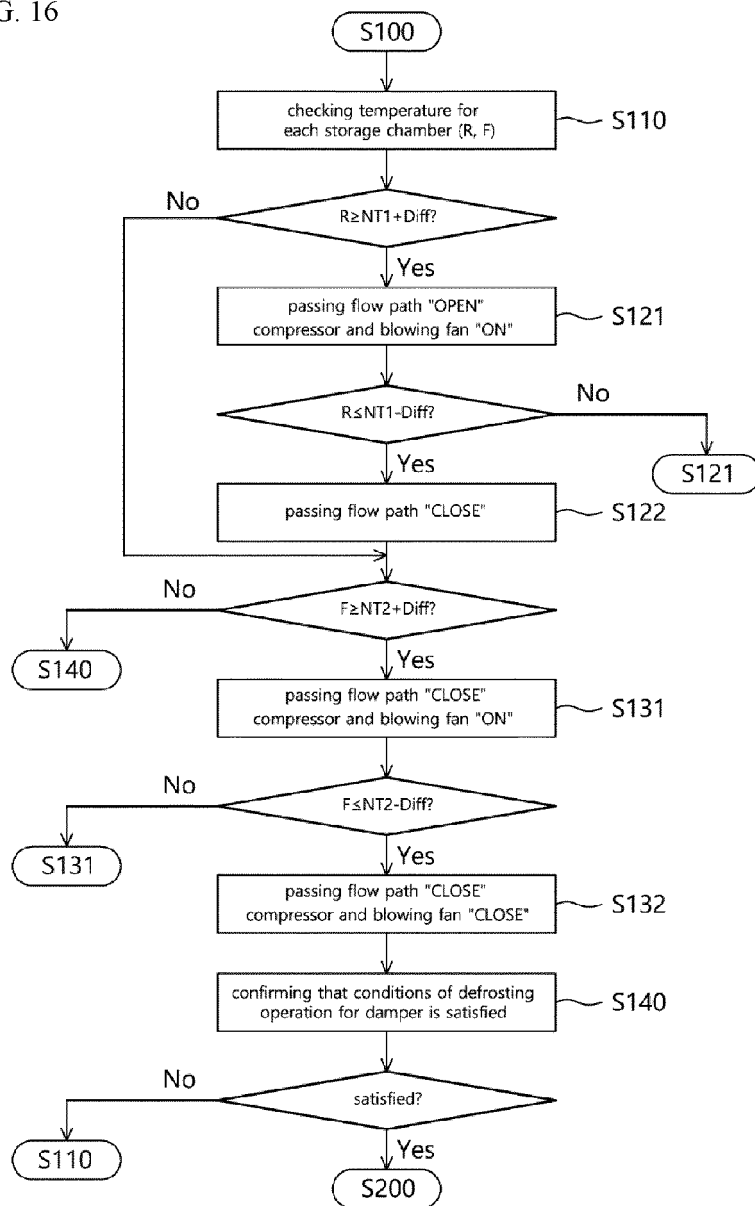 G. 16
S100
checking temperature for
each storage chamber (R, F)
S110
R≥NT1+Diff?
No
Yes
passing flow path "OPEN"
compressor and blowing fan "ON"
S121
R≤NT1-Diff?
No
S121
Yes
passing flow path "CLOSE"
S122
F≥NT2+Diff?
No
S140
Yes
passing flow path "CLOSE"
compressor and blowing fan "ON"
S131
F≤NT2-Diff?
No
S131
Yes
passing flow path "CLOSE"
compressor and blowing fan "CLOSE"
S132
confirming that conditions of defrosting
operation for damper is satisfied
S140
satisfied?
No
S110
Yes
S200